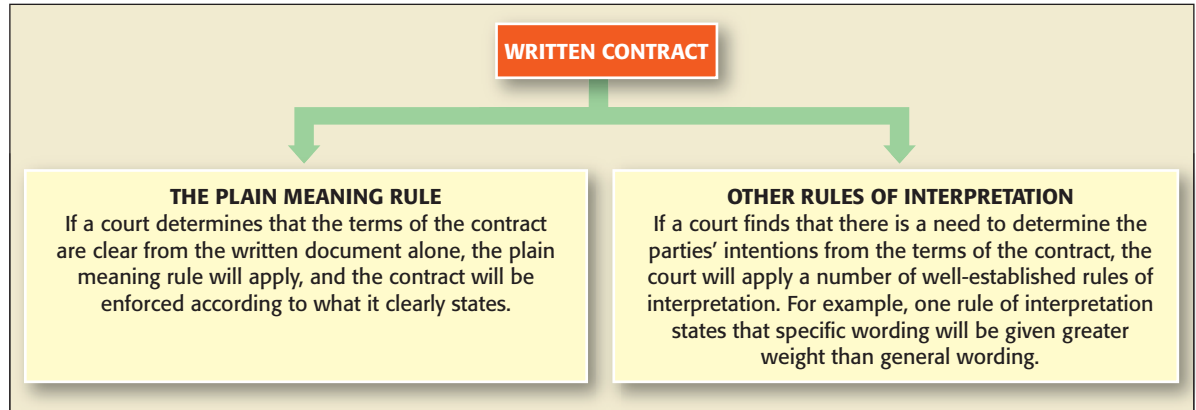 WRITTEN CONTRACT
THE PLAIN MEANING RULE
If a court determines that the terms of the contract
are clear from the written document alone, the plain
meaning rule will apply, and the contract will be
enforced according to what it clearly states.
OTHER RULES OF INTERPRETATION
If a court finds that there is a need to determine the
parties’ intentions from the terms of the contract, the
court will apply a number of well-established rules of
interpretation. For example, one rule of interpretation
states that specific wording will be given greater
weight than general wording.